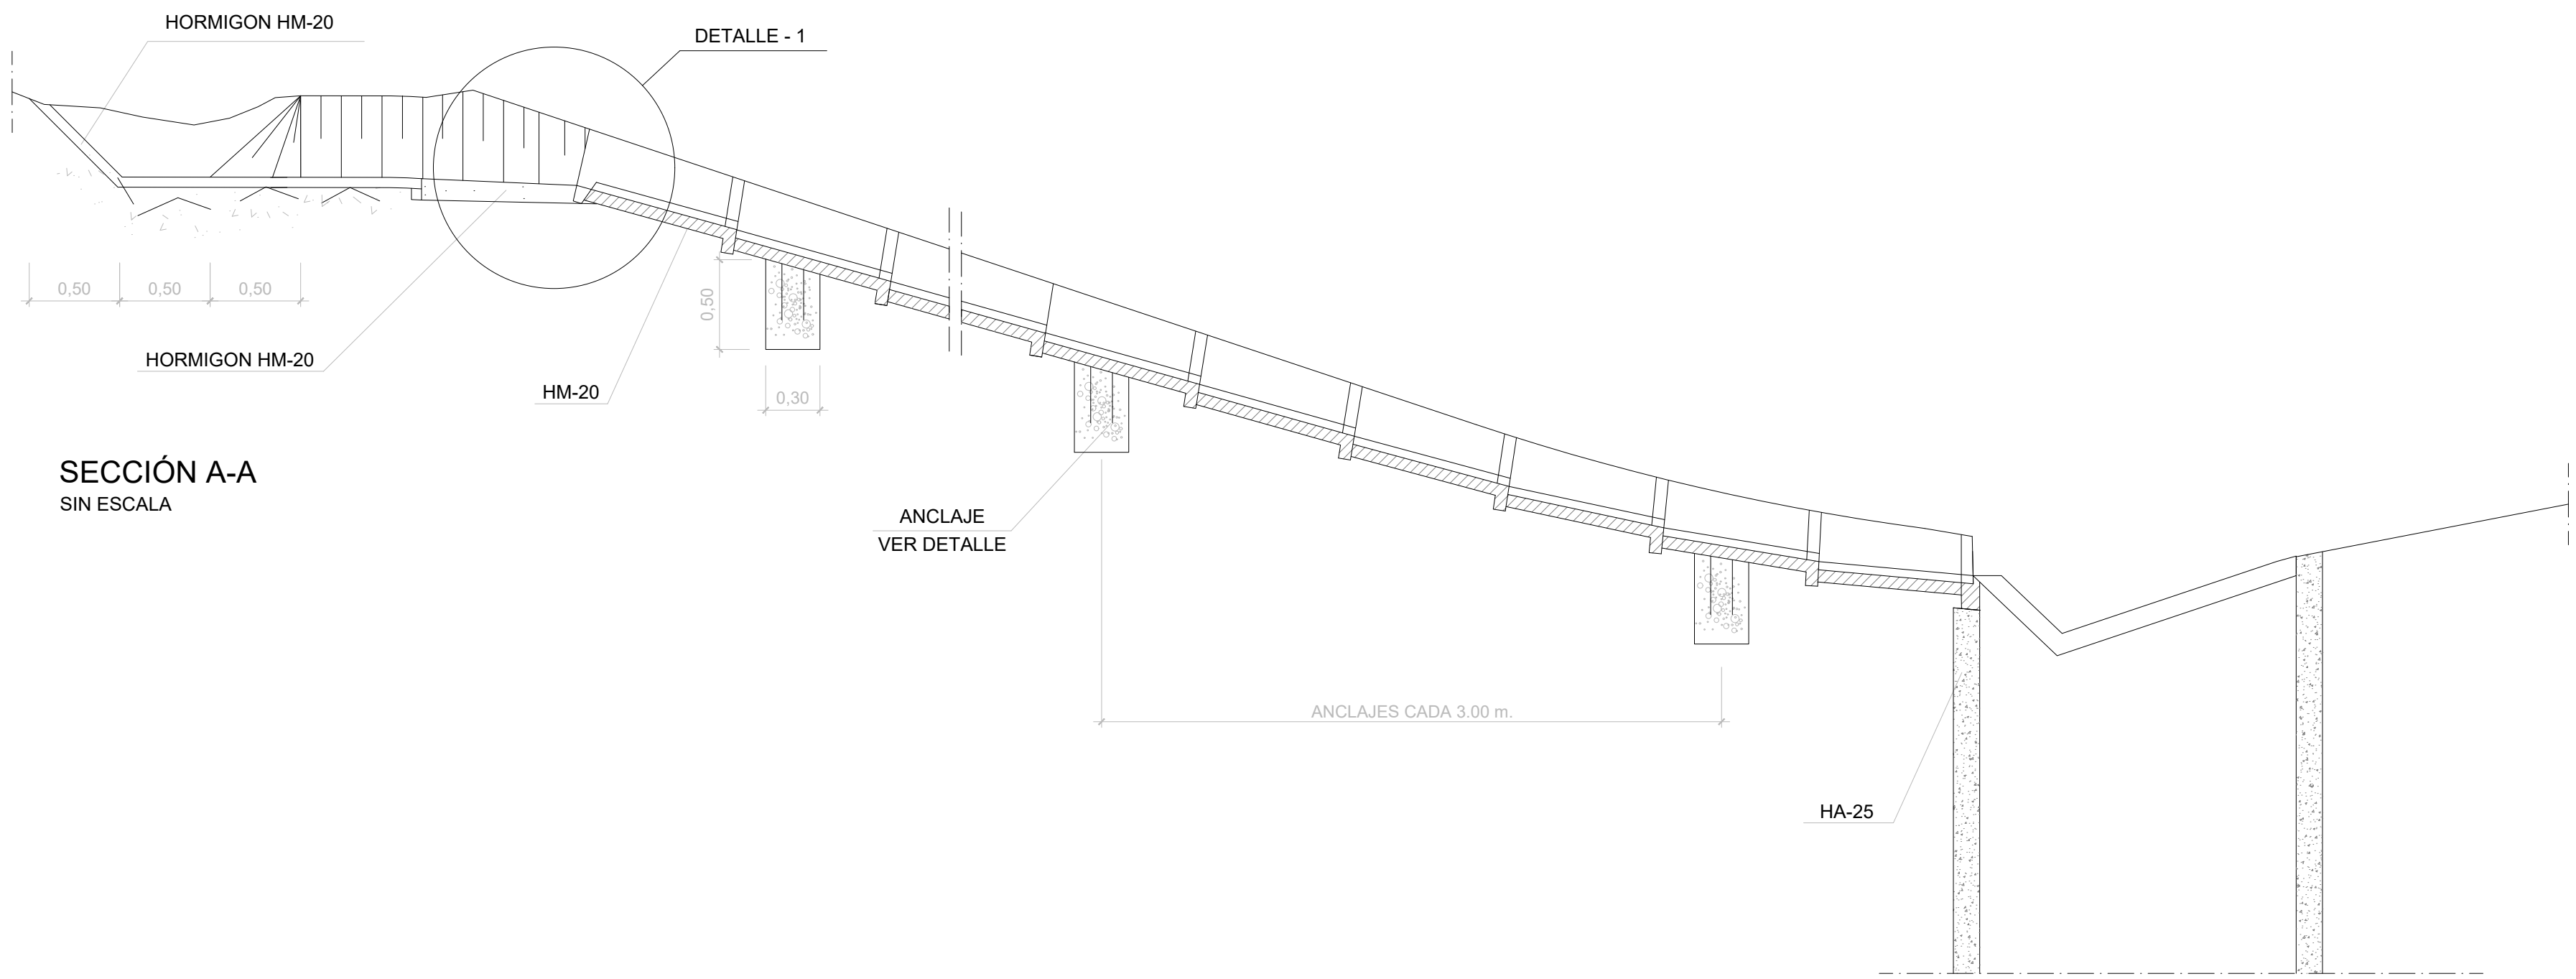 HORMIGON HM-20
DETALLE - 1
0,50
0,50
0,50
0,50
HORMIGON HM-20
HM-20
0,30
SECCIÓN A-A
SIN ESCALA
ANCLAJE
VER DETALLE
ANCLAJES CADA 3.00 m.
HA-25